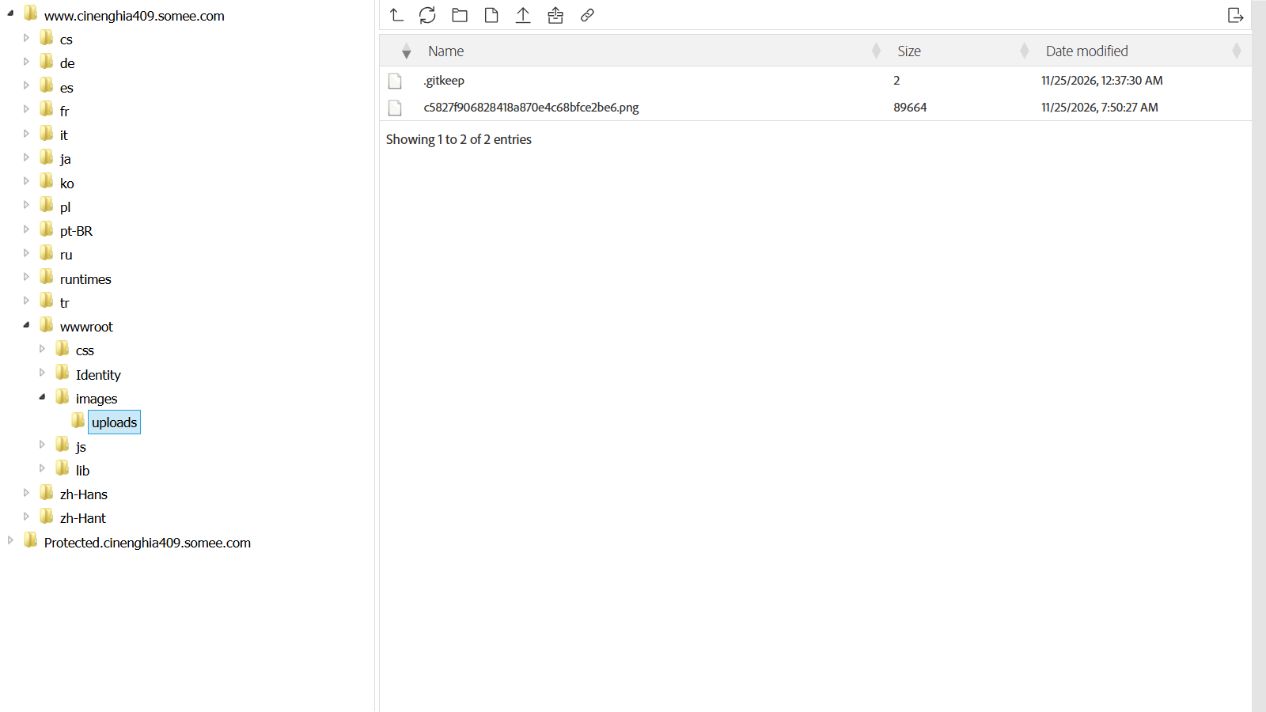 www.cinenghia409.somee.com
cs
de
es
fr
it
ja
ko
pl
pt-BR
ru
runtimes
tr
wwwroot
css
Identity
images
uploads
js
lib
zh-Hans
zh-Hant
Protected.cinenghia409.somee.com
Name Size Date modified
.gitkeep 2 11/25/2026, 12:37:30 AM
c5827f906828418a870e4c68bfce2be6.png 89664 11/25/2026, 7:50:27 AM
Showing 1 to 2 of 2 entries